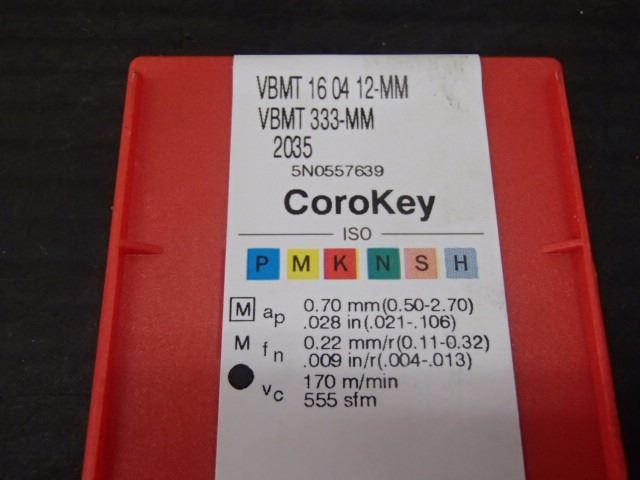 VBMT 16 04 12-MM
VBMT 333-MM
2035
5N0557639
CoroKey
ISO
P M K N S H
M ap 0.70 mm(0.50-2.70)
.028 in(.021-.106)
M fn 0.22 mm/r(0.11-0.32)
.009 in/r(.004-.013)
vc 170 m/min
555 sfm